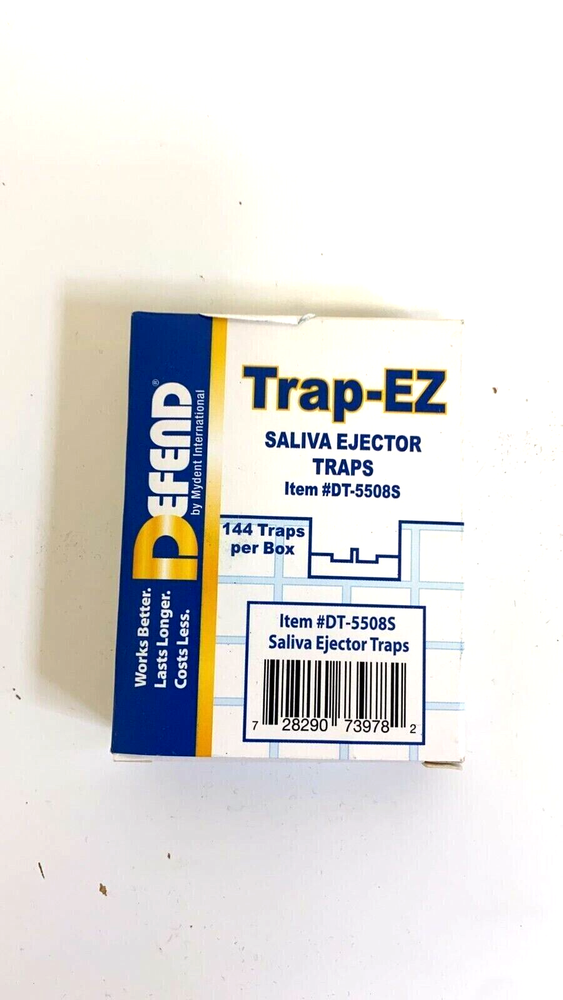 DEFEND®
by Mydent International
Works Better.
Lasts Longer.
Costs Less.
Trap-EZ
SALIVA EJECTOR
TRAPS
Item #DT-5508S
144 Traps
per Box
Item #DT-5508S
Saliva Ejector Traps
7 28290 73978 2